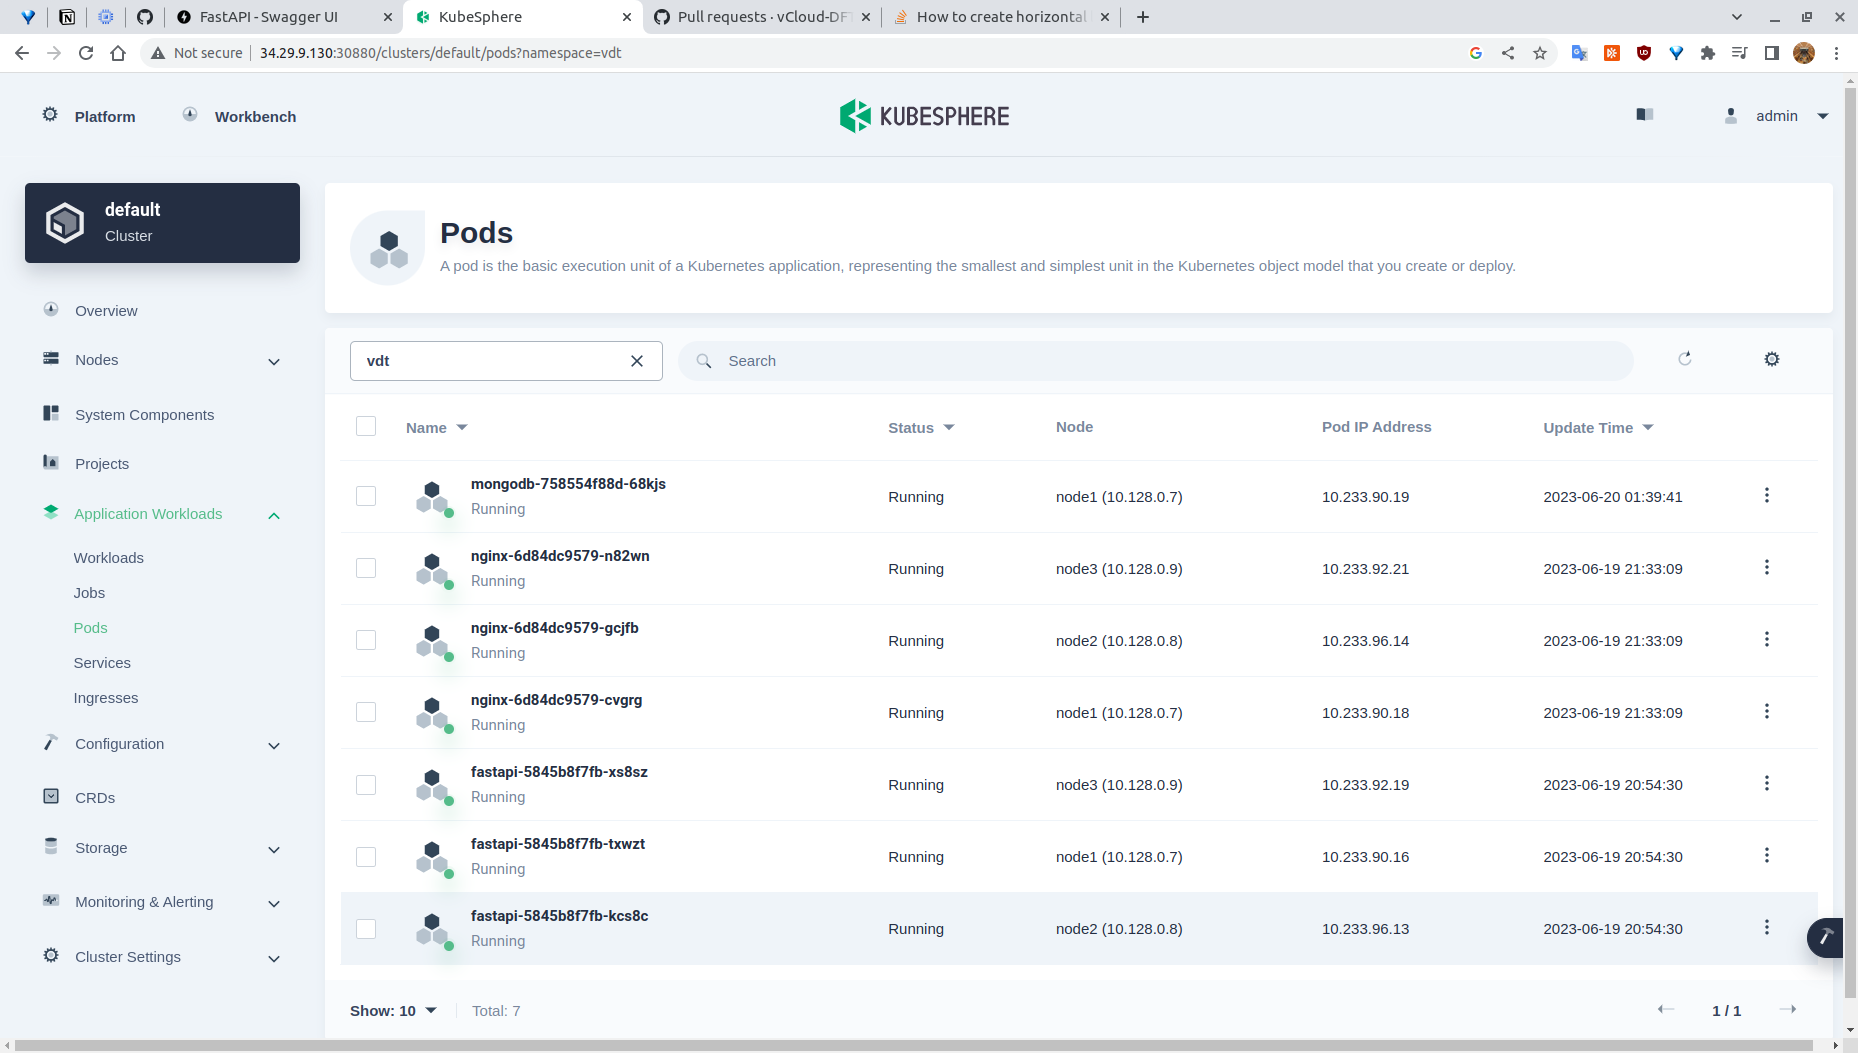 FastAPI - Swagger UI
KubeSphere
Pull requests · vCloud-DFT
How to create horizontal
Not secure
34.29.9.130:30880/clusters/default/pods?namespace=vdt
Platform
Workbench
KUBESPHERE
admin
default
Cluster
Overview
Nodes
System Components
Projects
Application Workloads
Workloads
Jobs
Pods
Services
Ingresses
Configuration
CRDs
Storage
Monitoring & Alerting
Cluster Settings
Pods
A pod is the basic execution unit of a Kubernetes application, representing the smallest and simplest unit in the Kubernetes object model that you create or deploy.
vdt
Search
Name Status Node Pod IP Address Update Time
mongodb-758554f88d-68kjs
Running
Running node1 (10.128.0.7) 10.233.90.19 2023-06-20 01:39:41
nginx-6d84dc9579-n82wn
Running
Running node3 (10.128.0.9) 10.233.92.21 2023-06-19 21:33:09
nginx-6d84dc9579-gcjfb
Running
Running node2 (10.128.0.8) 10.233.96.14 2023-06-19 21:33:09
nginx-6d84dc9579-cvgrg
Running
Running node1 (10.128.0.7) 10.233.90.18 2023-06-19 21:33:09
fastapi-5845b8f7fb-xs8sz
Running
Running node3 (10.128.0.9) 10.233.92.19 2023-06-19 20:54:30
fastapi-5845b8f7fb-txwzt
Running
Running node1 (10.128.0.7) 10.233.90.16 2023-06-19 20:54:30
fastapi-5845b8f7fb-kcs8c
Running
Running node2 (10.128.0.8) 10.233.96.13 2023-06-19 20:54:30
Show: 10
Total: 7
1 / 1